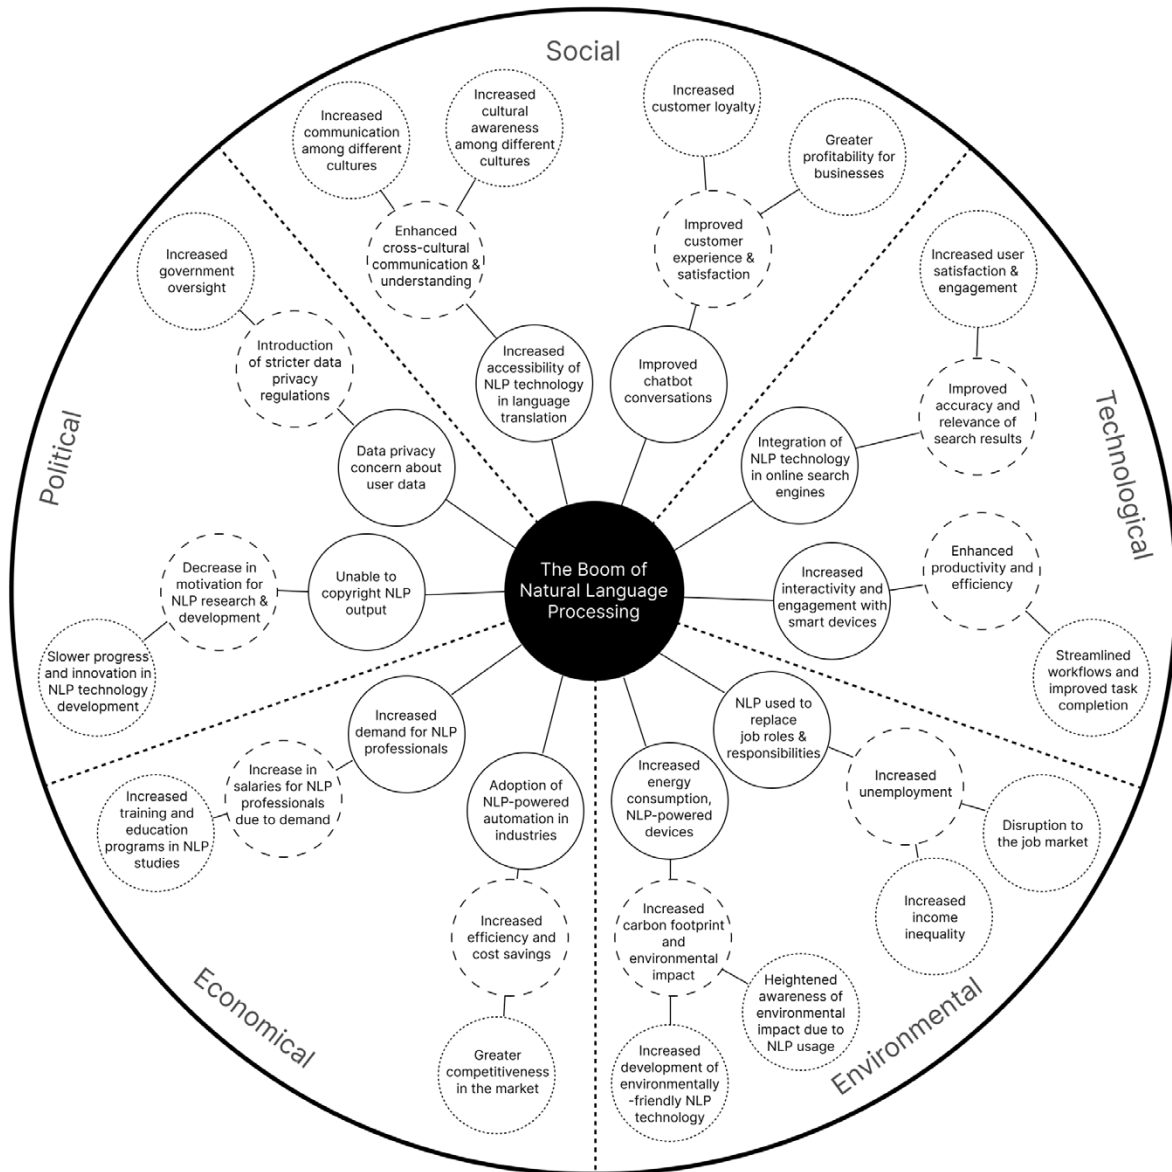 Social
Increased
communication
among different
cultures
Increased
cultural
awareness
among different
cultures
Enhanced
cross-cultural
communication &
understanding
Increased
accessibility of
NLP technology
in language
translation
Increased
customer loyalty
Greater
profitability for
businesses
Improved
customer
experience &
satisfaction
Improved
chatbot
conversations
Technological
Increased user
satisfaction &
engagement
Improved
accuracy and
relevance of
search results
Integration of
NLP technology
in online search
engines
Enhanced
productivity and
efficiency
Increased
interactivity and
engagement with
smart devices
Streamlined
workflows and
improved task
completion
Political
Increased
government
oversight
Introduction
of stricter data
privacy
regulations
Data privacy
concern about
user data
Decrease in
motivation for
NLP research &
development
Unable to
copyright NLP
output
Slower progress
and innovation in
NLP technology
development
The Boom of
Natural Language
Processing
Economical
Increased
demand for NLP
professionals
Increase in
salaries for NLP
professionals
due to demand
Increased
training and
education
programs in NLP
studies
Adoption of
NLP-powered
automation in
industries
Increased
efficiency and
cost savings
Greater
competitiveness
in the market
Environmental
NLP used to
replace
job roles &
responsibilities
Increased
unemployment
Disruption to
the job market
Increased
income
inequality
Increased
energy
consumption,
NLP-powered
devices
Increased
carbon footprint
and
environmental
impact
Heightened
awareness of
environmental
impact due to
NLP usage
Increased
development of
environmentally
-friendly NLP
technology